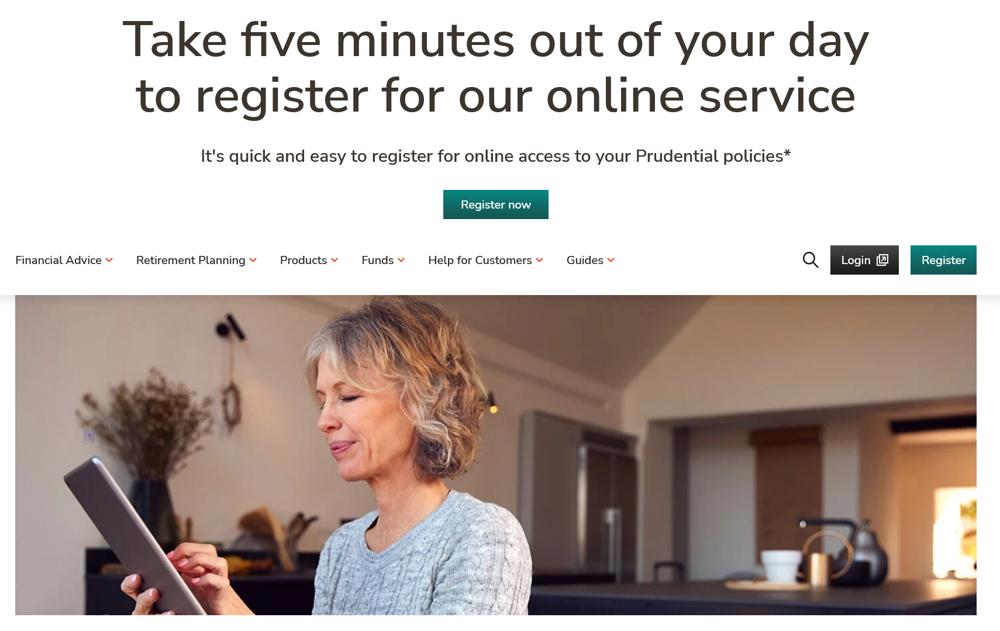 Take five minutes out of your day
to register for our online service
It's quick and easy to register for online access to your Prudential policies*
Register now
Financial Advice
Retirement Planning
Products
Funds
Help for Customers
Guides
Login
Register